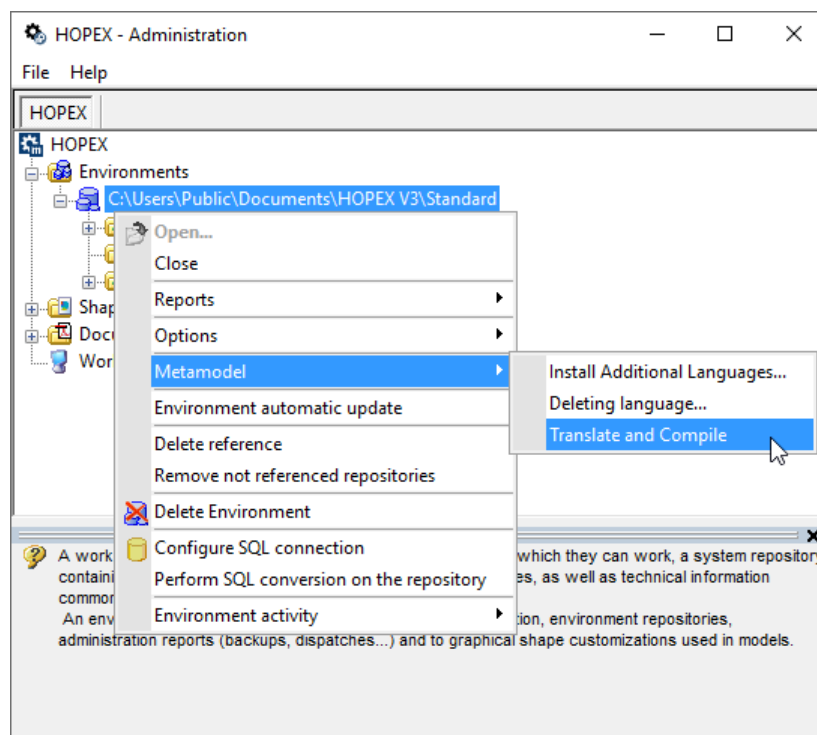 HOPEX - Administration
File Help
HOPEX
HOPEX
Environments
C:\Users\Public\Documents\HOPEX V3\Standard
Open...
Close
Shap
Reports
Docu
Options
Wor
Metamodel
Install Additional Languages...
Environment automatic update
Deleting language...
Translate and Compile
Delete reference
Remove not referenced repositories
Delete Environment
Configure SQL connection
Perform SQL conversion on the repository
Environment activity
A work which they can work, a system repository
containi es, as well as technical information
common
An env tion, environment repositories,
administration reports (backups, dispatches...) and to graphical shape customizations used in models.